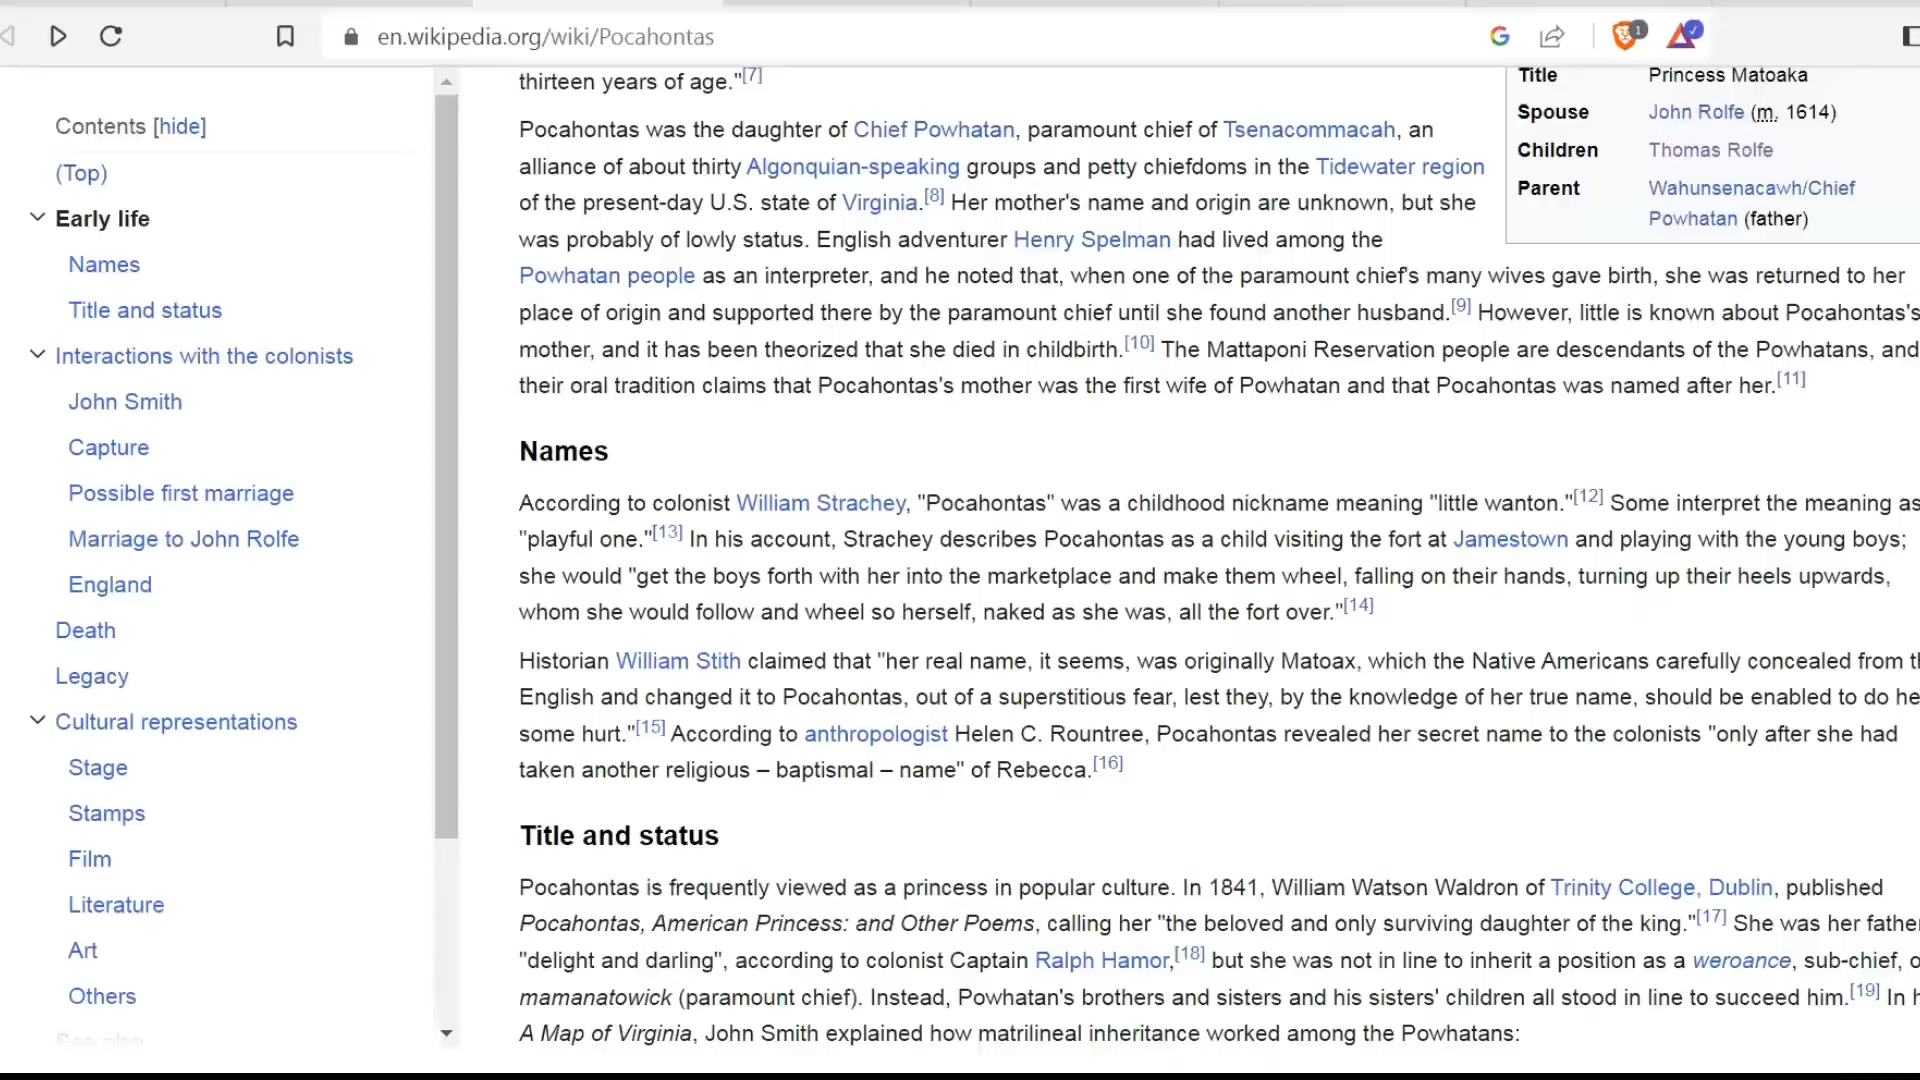 en.wikipedia.org/wiki/Pocahontas
1
Contents [hide]
(Top)
Early life
Names
Title and status
Interactions with the colonists
John Smith
Capture
Possible first marriage
Marriage to John Rolfe
England
Death
Legacy
Cultural representations
Stage
Stamps
Film
Literature
Art
Others
See also
thirteen years of age."[7]
Pocahontas was the daughter of Chief Powhatan, paramount chief of Tsenacommacah, an
alliance of about thirty Algonquian-speaking groups and petty chiefdoms in the Tidewater region
of the present-day U.S. state of Virginia.[8] Her mother's name and origin are unknown, but she
was probably of lowly status. English adventurer Henry Spelman had lived among the
Powhatan people as an interpreter, and he noted that, when one of the paramount chief's many wives gave birth, she was returned to her
place of origin and supported there by the paramount chief until she found another husband.[9] However, little is known about Pocahontas's
mother, and it has been theorized that she died in childbirth.[10] The Mattaponi Reservation people are descendants of the Powhatans, and
their oral tradition claims that Pocahontas's mother was the first wife of Powhatan and that Pocahontas was named after her.[11]
Title Princess Matoaka
Spouse John Rolfe (m. 1614)
Children Thomas Rolfe
Parent Wahunsenacawh/Chief
Powhatan (father)
Names
According to colonist William Strachey, "Pocahontas" was a childhood nickname meaning "little wanton."[12] Some interpret the meaning as
"playful one."[13] In his account, Strachey describes Pocahontas as a child visiting the fort at Jamestown and playing with the young boys;
she would "get the boys forth with her into the marketplace and make them wheel, falling on their hands, turning up their heels upwards,
whom she would follow and wheel so herself, naked as she was, all the fort over."[14]
Historian William Stith claimed that "her real name, it seems, was originally Matoax, which the Native Americans carefully concealed from
English and changed it to Pocahontas, out of a superstitious fear, lest they, by the knowledge of her true name, should be enabled to do
some hurt."[15] According to anthropologist Helen C. Rountree, Pocahontas revealed her secret name to the colonists "only after she had
taken another religious – baptismal – name" of Rebecca.[16]
Title and status
Pocahontas is frequently viewed as a princess in popular culture. In 1841, William Watson Waldron of Trinity College, Dublin, published
Pocahontas, American Princess: and Other Poems, calling her "the beloved and only surviving daughter of the king."[17] She was her father
"delight and darling", according to colonist Captain Ralph Hamor,[18] but she was not in line to inherit a position as a weroance, sub-chief,
mamanatowick (paramount chief). Instead, Powhatan's brothers and sisters and his sisters' children all stood in line to succeed him.[19] In
A Map of Virginia, John Smith explained how matrilineal inheritance worked among the Powhatans: